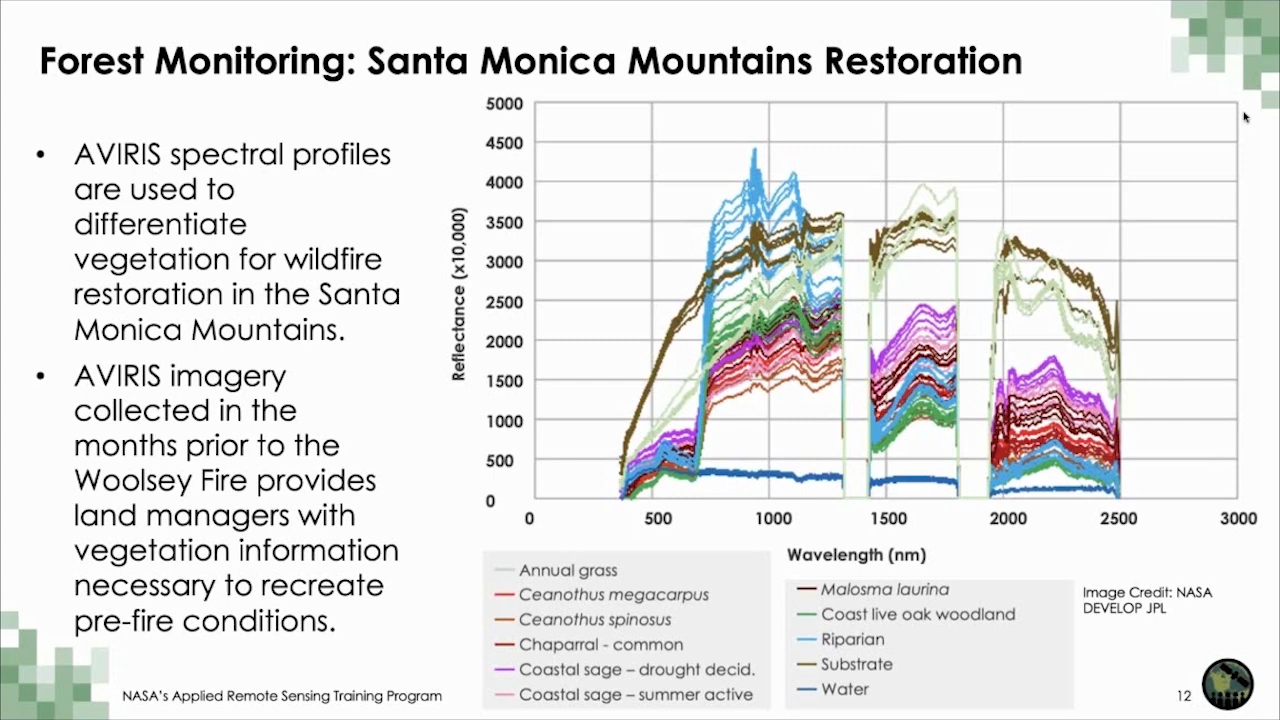 Forest Monitoring: Santa Monica Mountains Restoration
• AVIRIS spectral profiles
are used to
differentiate
vegetation for wildfire
restoration in the Santa
Monica Mountains.
• AVIRIS imagery
collected in the
months prior to the
Woolsey Fire provides
land managers with
vegetation information
necessary to recreate
pre-fire conditions.
Reflectance (x10,000)
5000
4500
4000
3500
3000
2500
2000
1500
1000
500
0
0 500 1000 1500 2000 2500 3000
Wavelength (nm)
Annual grass
Ceanothus megacarpus
Ceanothus spinosus
Chaparral - common
Coastal sage – drought decid.
Coastal sage – summer active
Malosma laurina
Coast live oak woodland
Riparian
Substrate
Water
Image Credit: NASA
DEVELOP JPL
NASA's Applied Remote Sensing Training Program
12